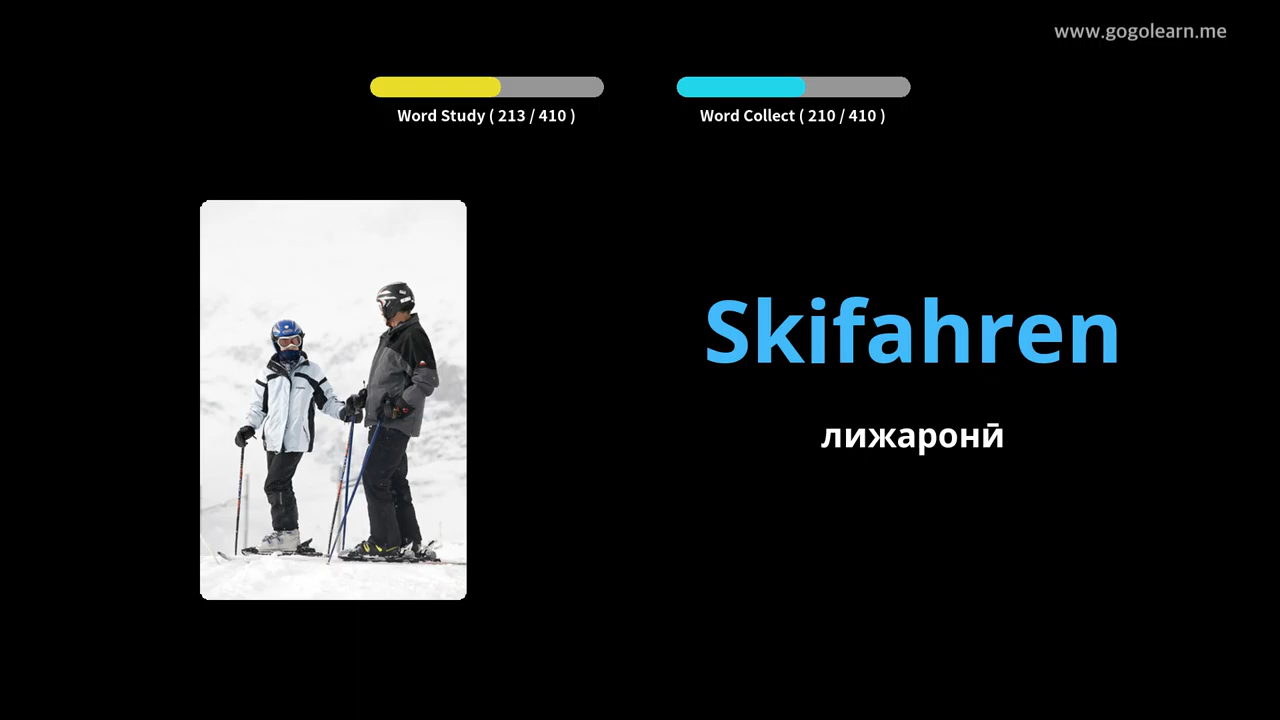 www.gogolearn.me
Word Study ( 213 / 410 )
Word Collect ( 210 / 410 )
Skifahren
лижаронӣ